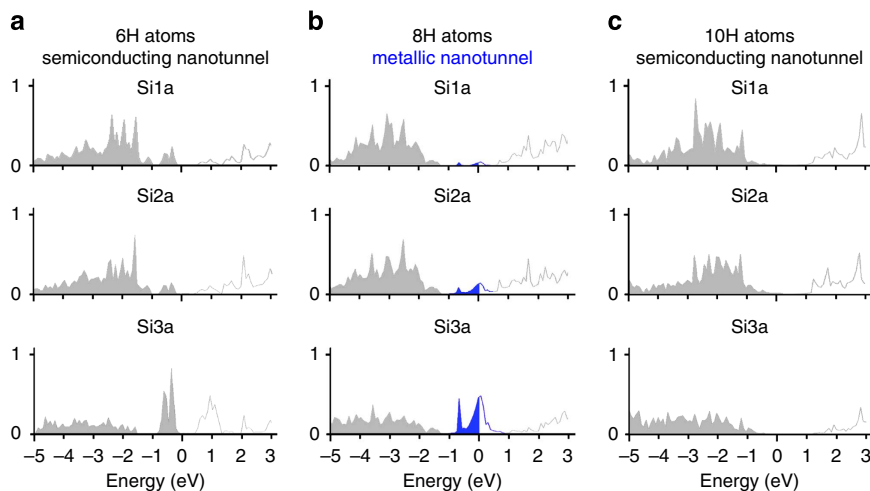 a
6H atoms
semiconducting nanotunnel
Si1a
1
0
Si2a
1
0
Si3a
1
0
−5 −4 −3 −2 −1 0 1 2 3
Energy (eV)
b
8H atoms
metallic nanotunnel
Si1a
1
0
Si2a
1
0
Si3a
1
0
−5 −4 −3 −2 −1 0 1 2 3
Energy (eV)
c
10H atoms
semiconducting nanotunnel
Si1a
1
0
Si2a
1
0
Si3a
1
0
−5 −4 −3 −2 −1 0 1 2 3
Energy (eV)